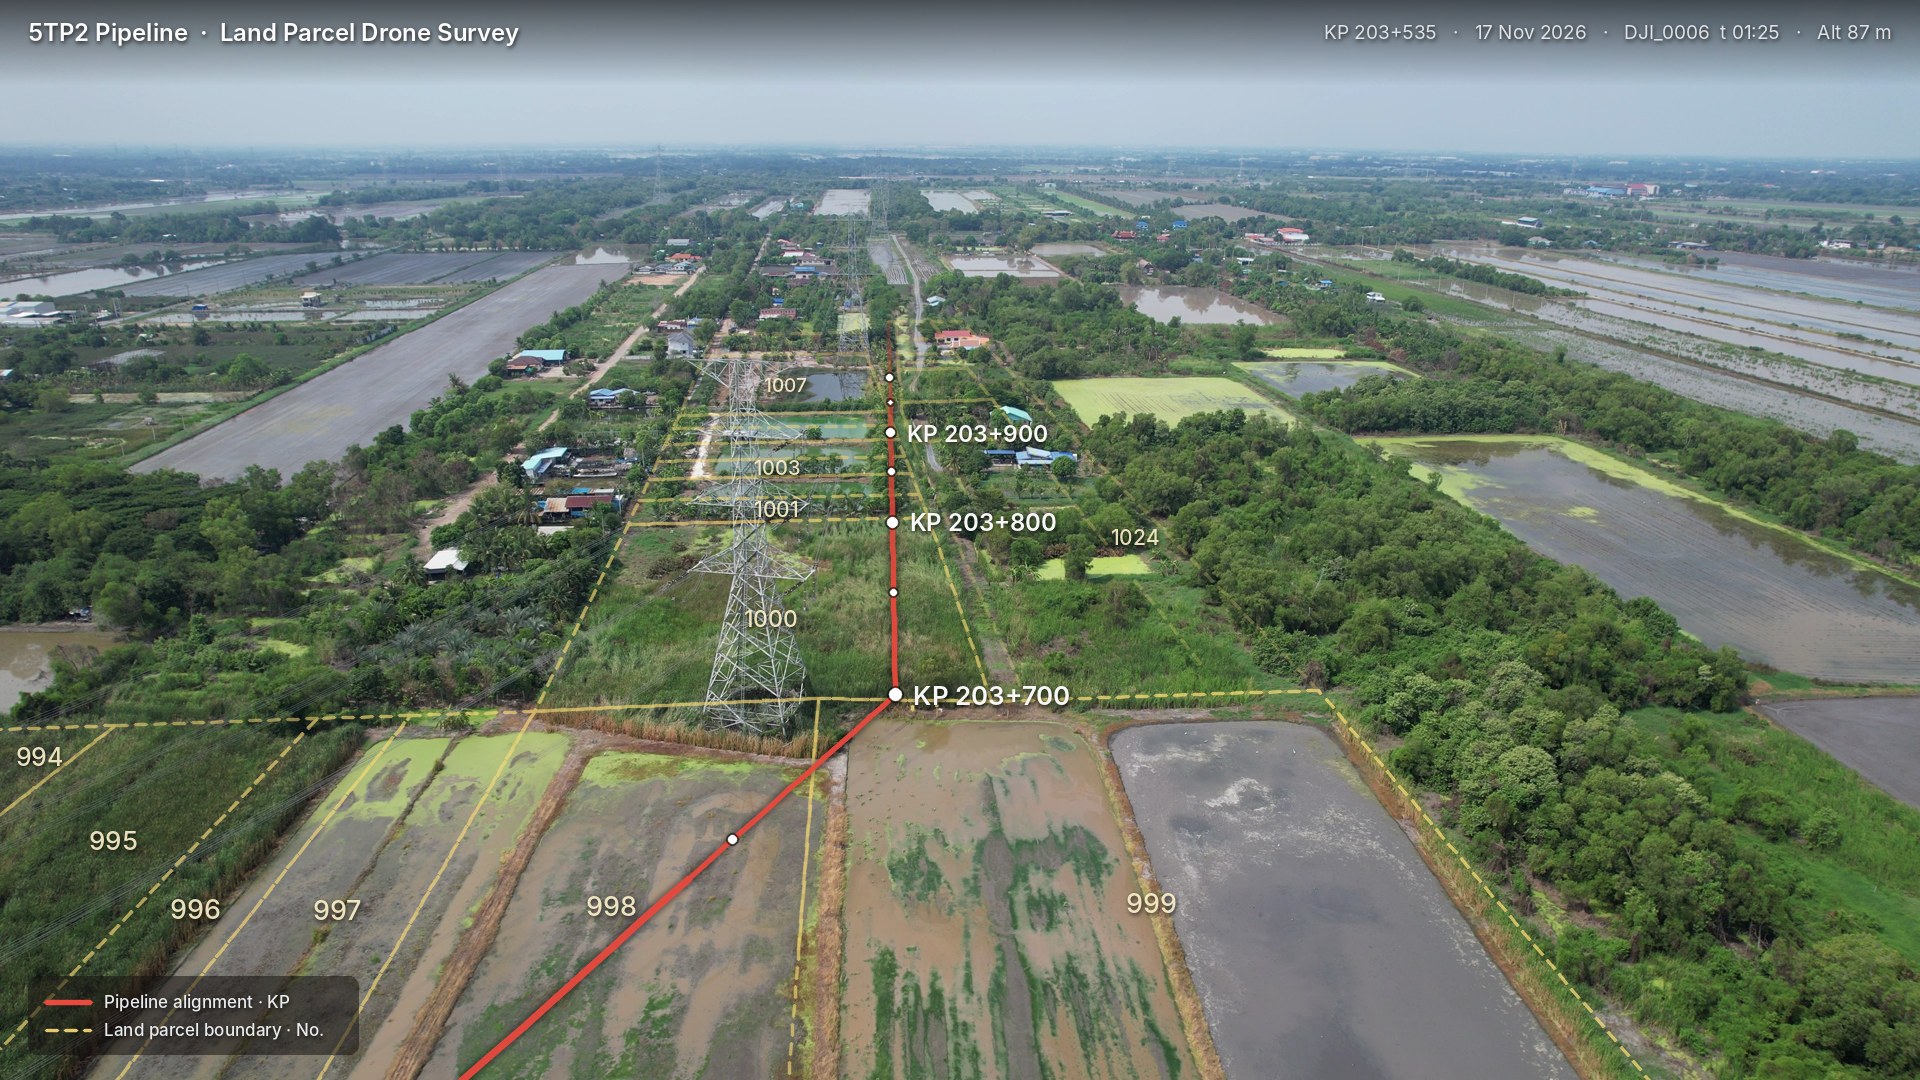 5TP2 Pipeline · Land Parcel Drone Survey
KP 203+535 · 17 Nov 2026 · DJI_0006 t 01:25 · Alt 87 m
1007
KP 203+900
1003
1001
KP 203+800
1024
1000
KP 203+700
994
995
996
997
998
999
Pipeline alignment · KP
Land parcel boundary · No.